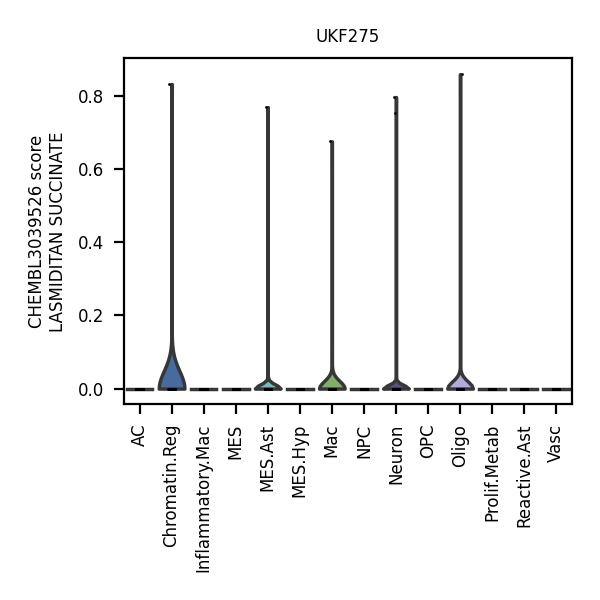 UKF275
CHEMBL3039526 score
LASMIDITAN SUCCINATE
0.8
0.6
0.4
0.2
0.0
AC
Chromatin.Reg
Inflammatory.Mac
MES
MES.Ast
MES.Hyp
Mac
NPC
Neuron
OPC
Oligo
Prolif.Metab
Reactive.Ast
Vasc